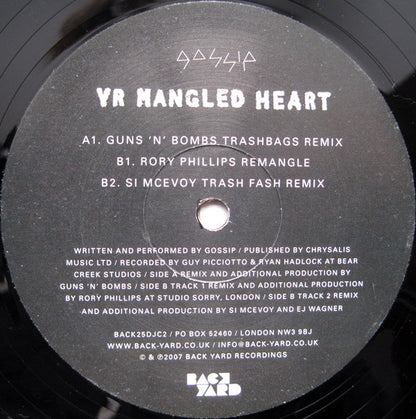 gossip
YR MANGLED HEART
A1. GUNS 'N' BOMBS TRASHBAGS REMIX
B1. RORY PHILLIPS REMANGLE
B2. SI MCEVOY TRASH FASH REMIX
WRITTEN AND PERFORMED BY GOSSIP / PUBLISHED BY CHRYSALIS
MUSIC LTD / RECORDED BY GUY PICCIOTTO & RYAN HADLOCK AT BEAR
CREEK STUDIOS / SIDE A REMIX AND ADDITIONAL PRODUCTION BY
GUNS 'N' BOMBS / SIDE B TRACK 1 REMIX AND ADDITIONAL PRODUCTION
BY RORY PHILLIPS AT STUDIO SORRY, LONDON / SIDE B TRACK 2 REMIX
AND ADDITIONAL PRODUCTION BY SI MCEVOY AND EJ WAGNER
BACK25DJC2 / PO BOX 52460 / LONDON NW3 9BJ
WWW.BACK-YARD.CO.UK / INFO@BACK-YARD.CO.UK
© & ℗2007 BACK YARD RECORDINGS
BACK
YARD